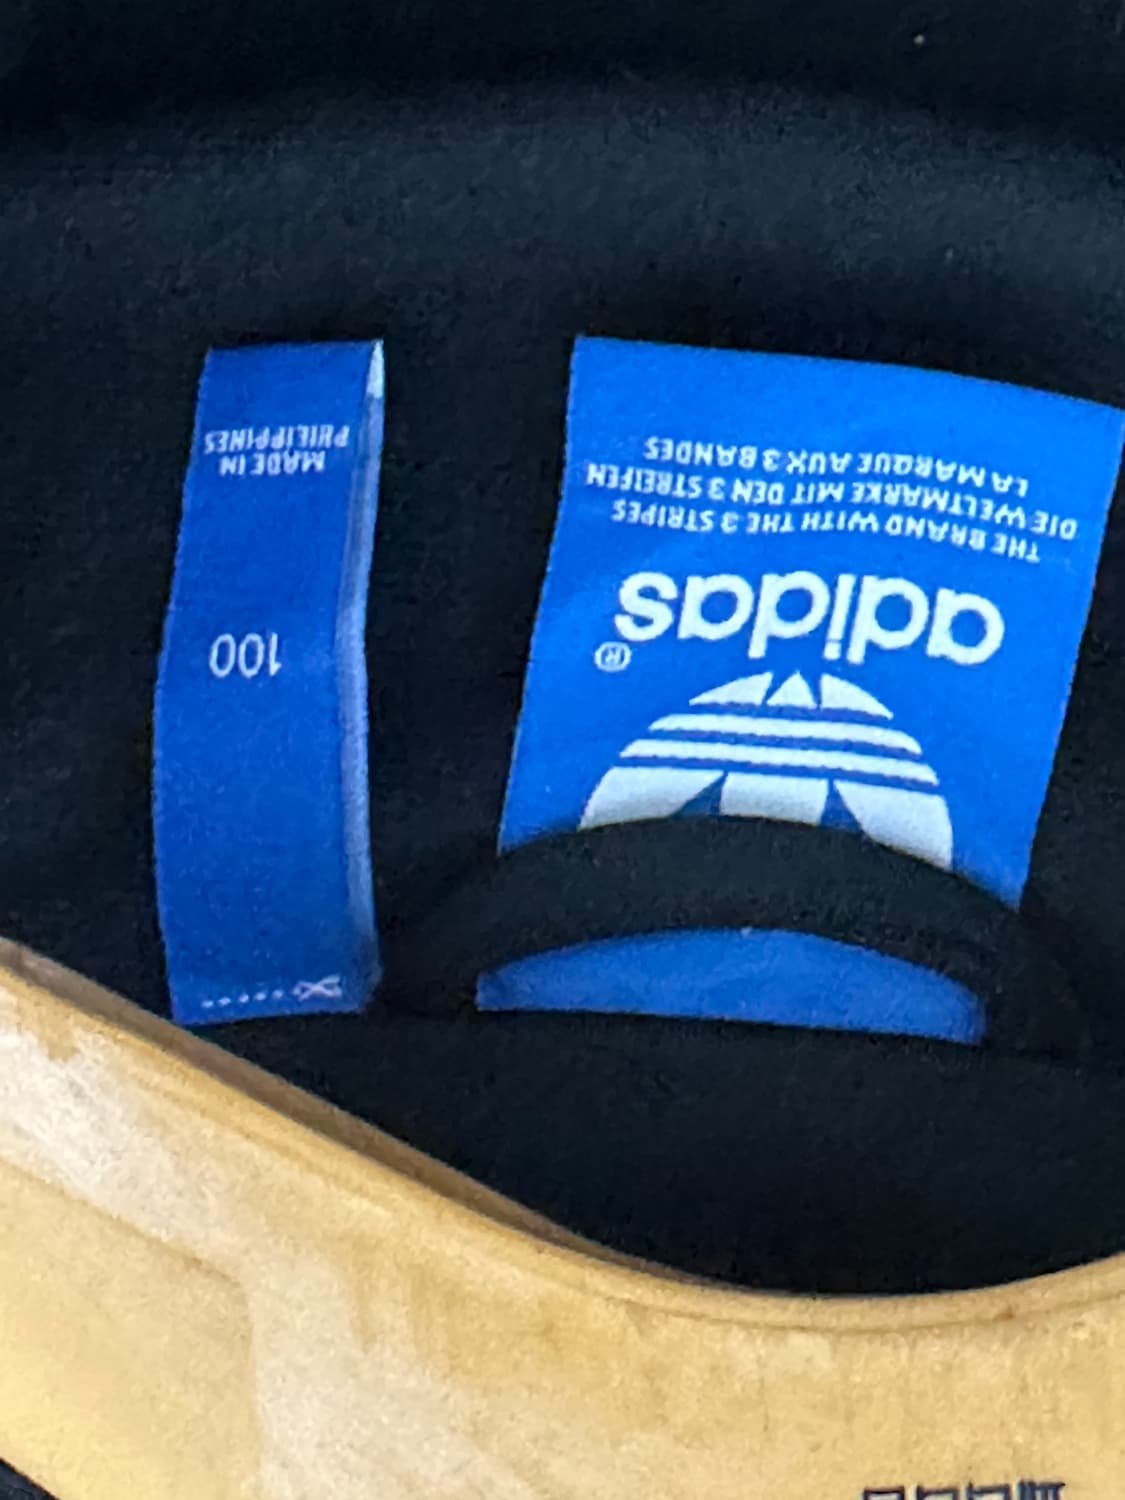 adidas
®
THE BRAND WITH THE 3 STRIPES
DIE WELTMARKE MIT DEN 3 STREIFEN
LA MARQUE AUX 3 BANDES
100
MADE IN
PHILIPPINES